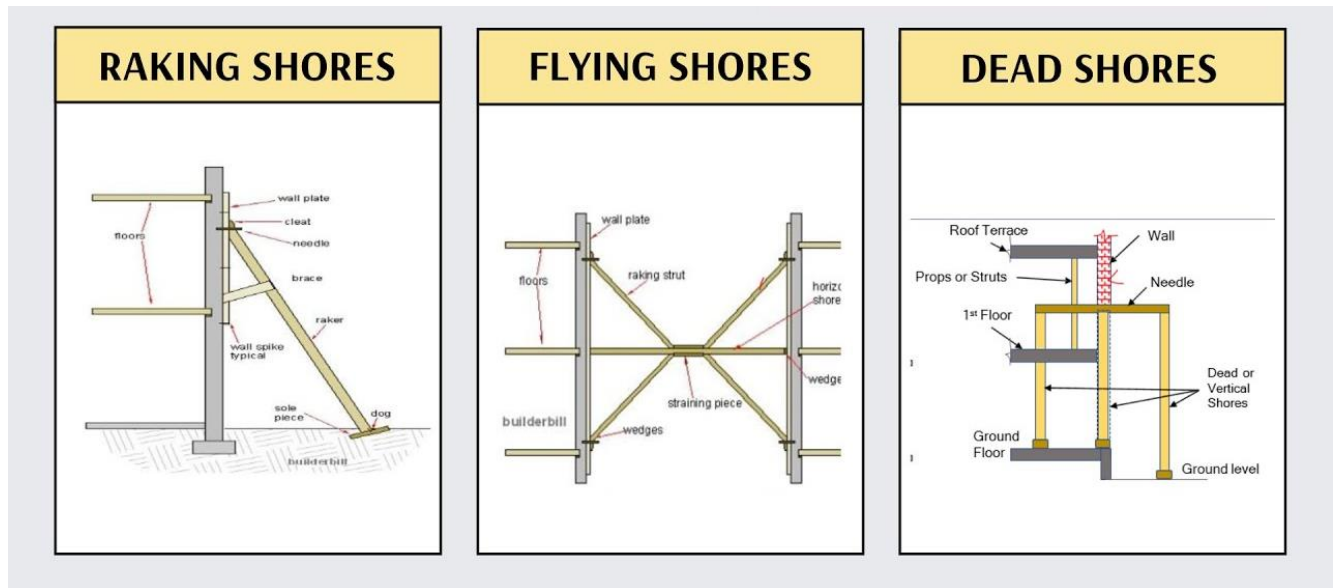 RAKING SHORES
wall plate
cleat
needle
floors
brace
raker
wall spike
typical
sole
piece
dog
builderbill
FLYING SHORES
wall plate
floors
raking strut
horizo
shore
wedge
straining piece
builderbill
wedges
DEAD SHORES
Roof Terrace
Wall
Props or Struts
Needle
1st Floor
Dead or
Vertical
Shores
Ground
Floor
Ground level